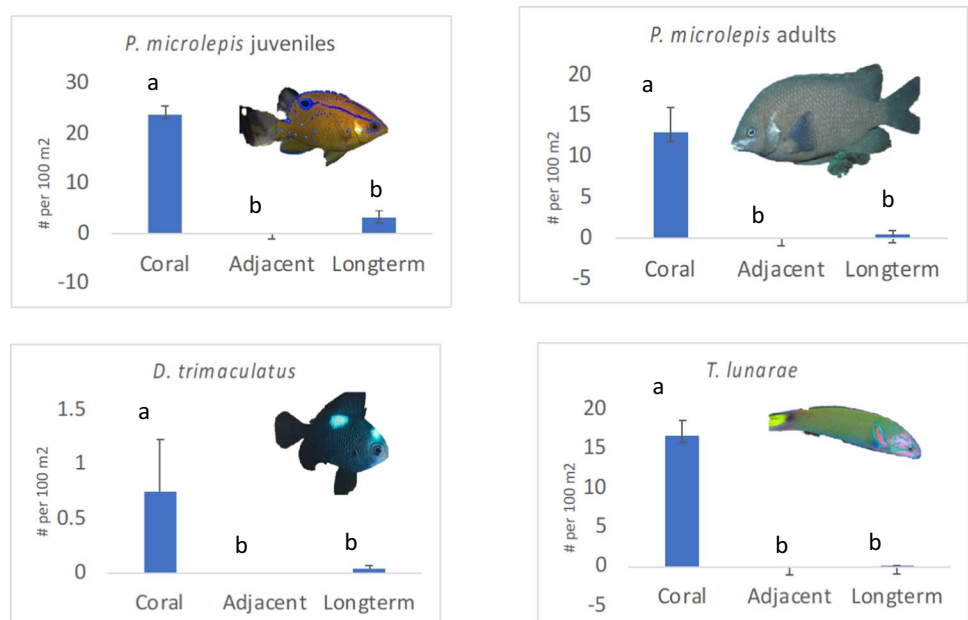 P. microlepis juveniles
30
20
10
0
-10
# per 100 m2
a
b
b
Coral Adjacent Longterm
P. microlepis adults
20
15
10
5
0
-5
# per 100 m2
a
b
b
Coral Adjacent Longterm
D. trimaculatus
1.5
1
0.5
0
# per 100 m2
a
b
b
Coral Adjacent Longterm
T. lunarae
20
15
10
5
0
-5
# per 100 m2
a
b
b
Coral Adjacent Longterm